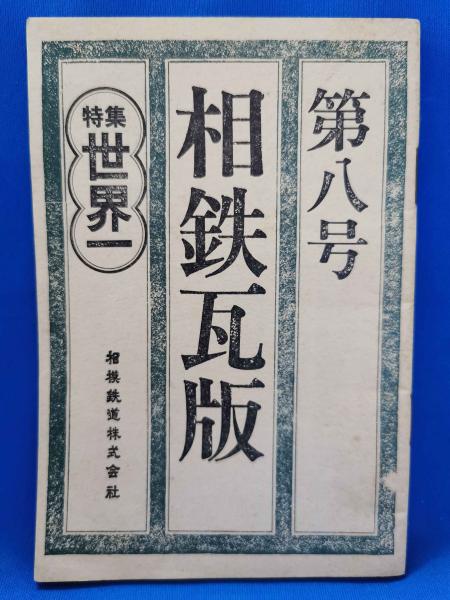 第八号
相鉄瓦版
特集
世界一
相模鉄道株式会社